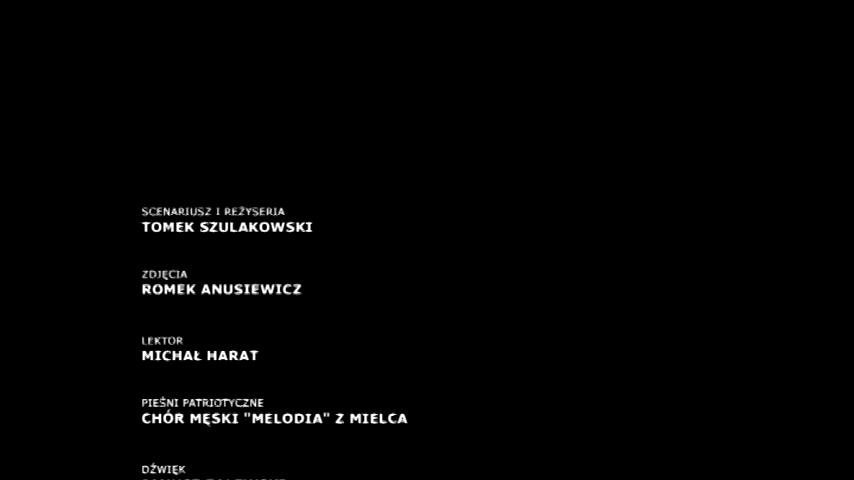 SCENARIUSZ I REŻYSERIA
TOMEK SZULAKOWSKI
ZDJĘCIA
ROMEK ANUSIEWICZ
LEKTOR
MICHAŁ HARAT
PIEŚNI PATRIOTYCZNE
CHÓR MĘSKI "MELODIA" Z MIELCA
DŹWIĘK